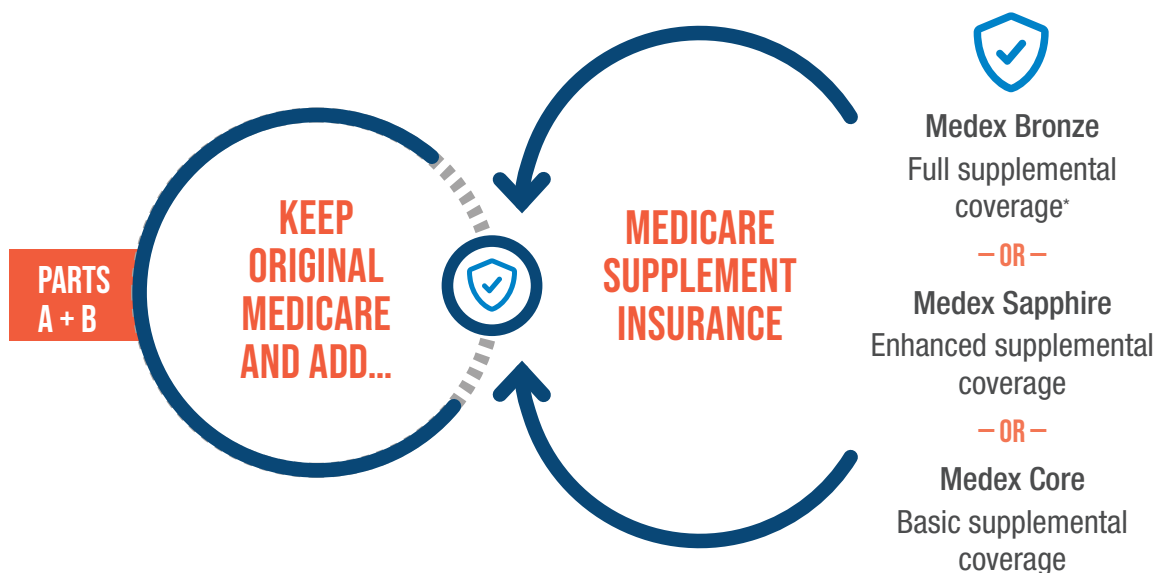 PARTS
A + B
KEEP
ORIGINAL
MEDICARE
AND ADD...
MEDICARE
SUPPLEMENT
INSURANCE
Medex Bronze
Full supplemental
coverage*
– OR –
Medex Sapphire
Enhanced supplemental
coverage
– OR –
Medex Core
Basic supplemental
coverage